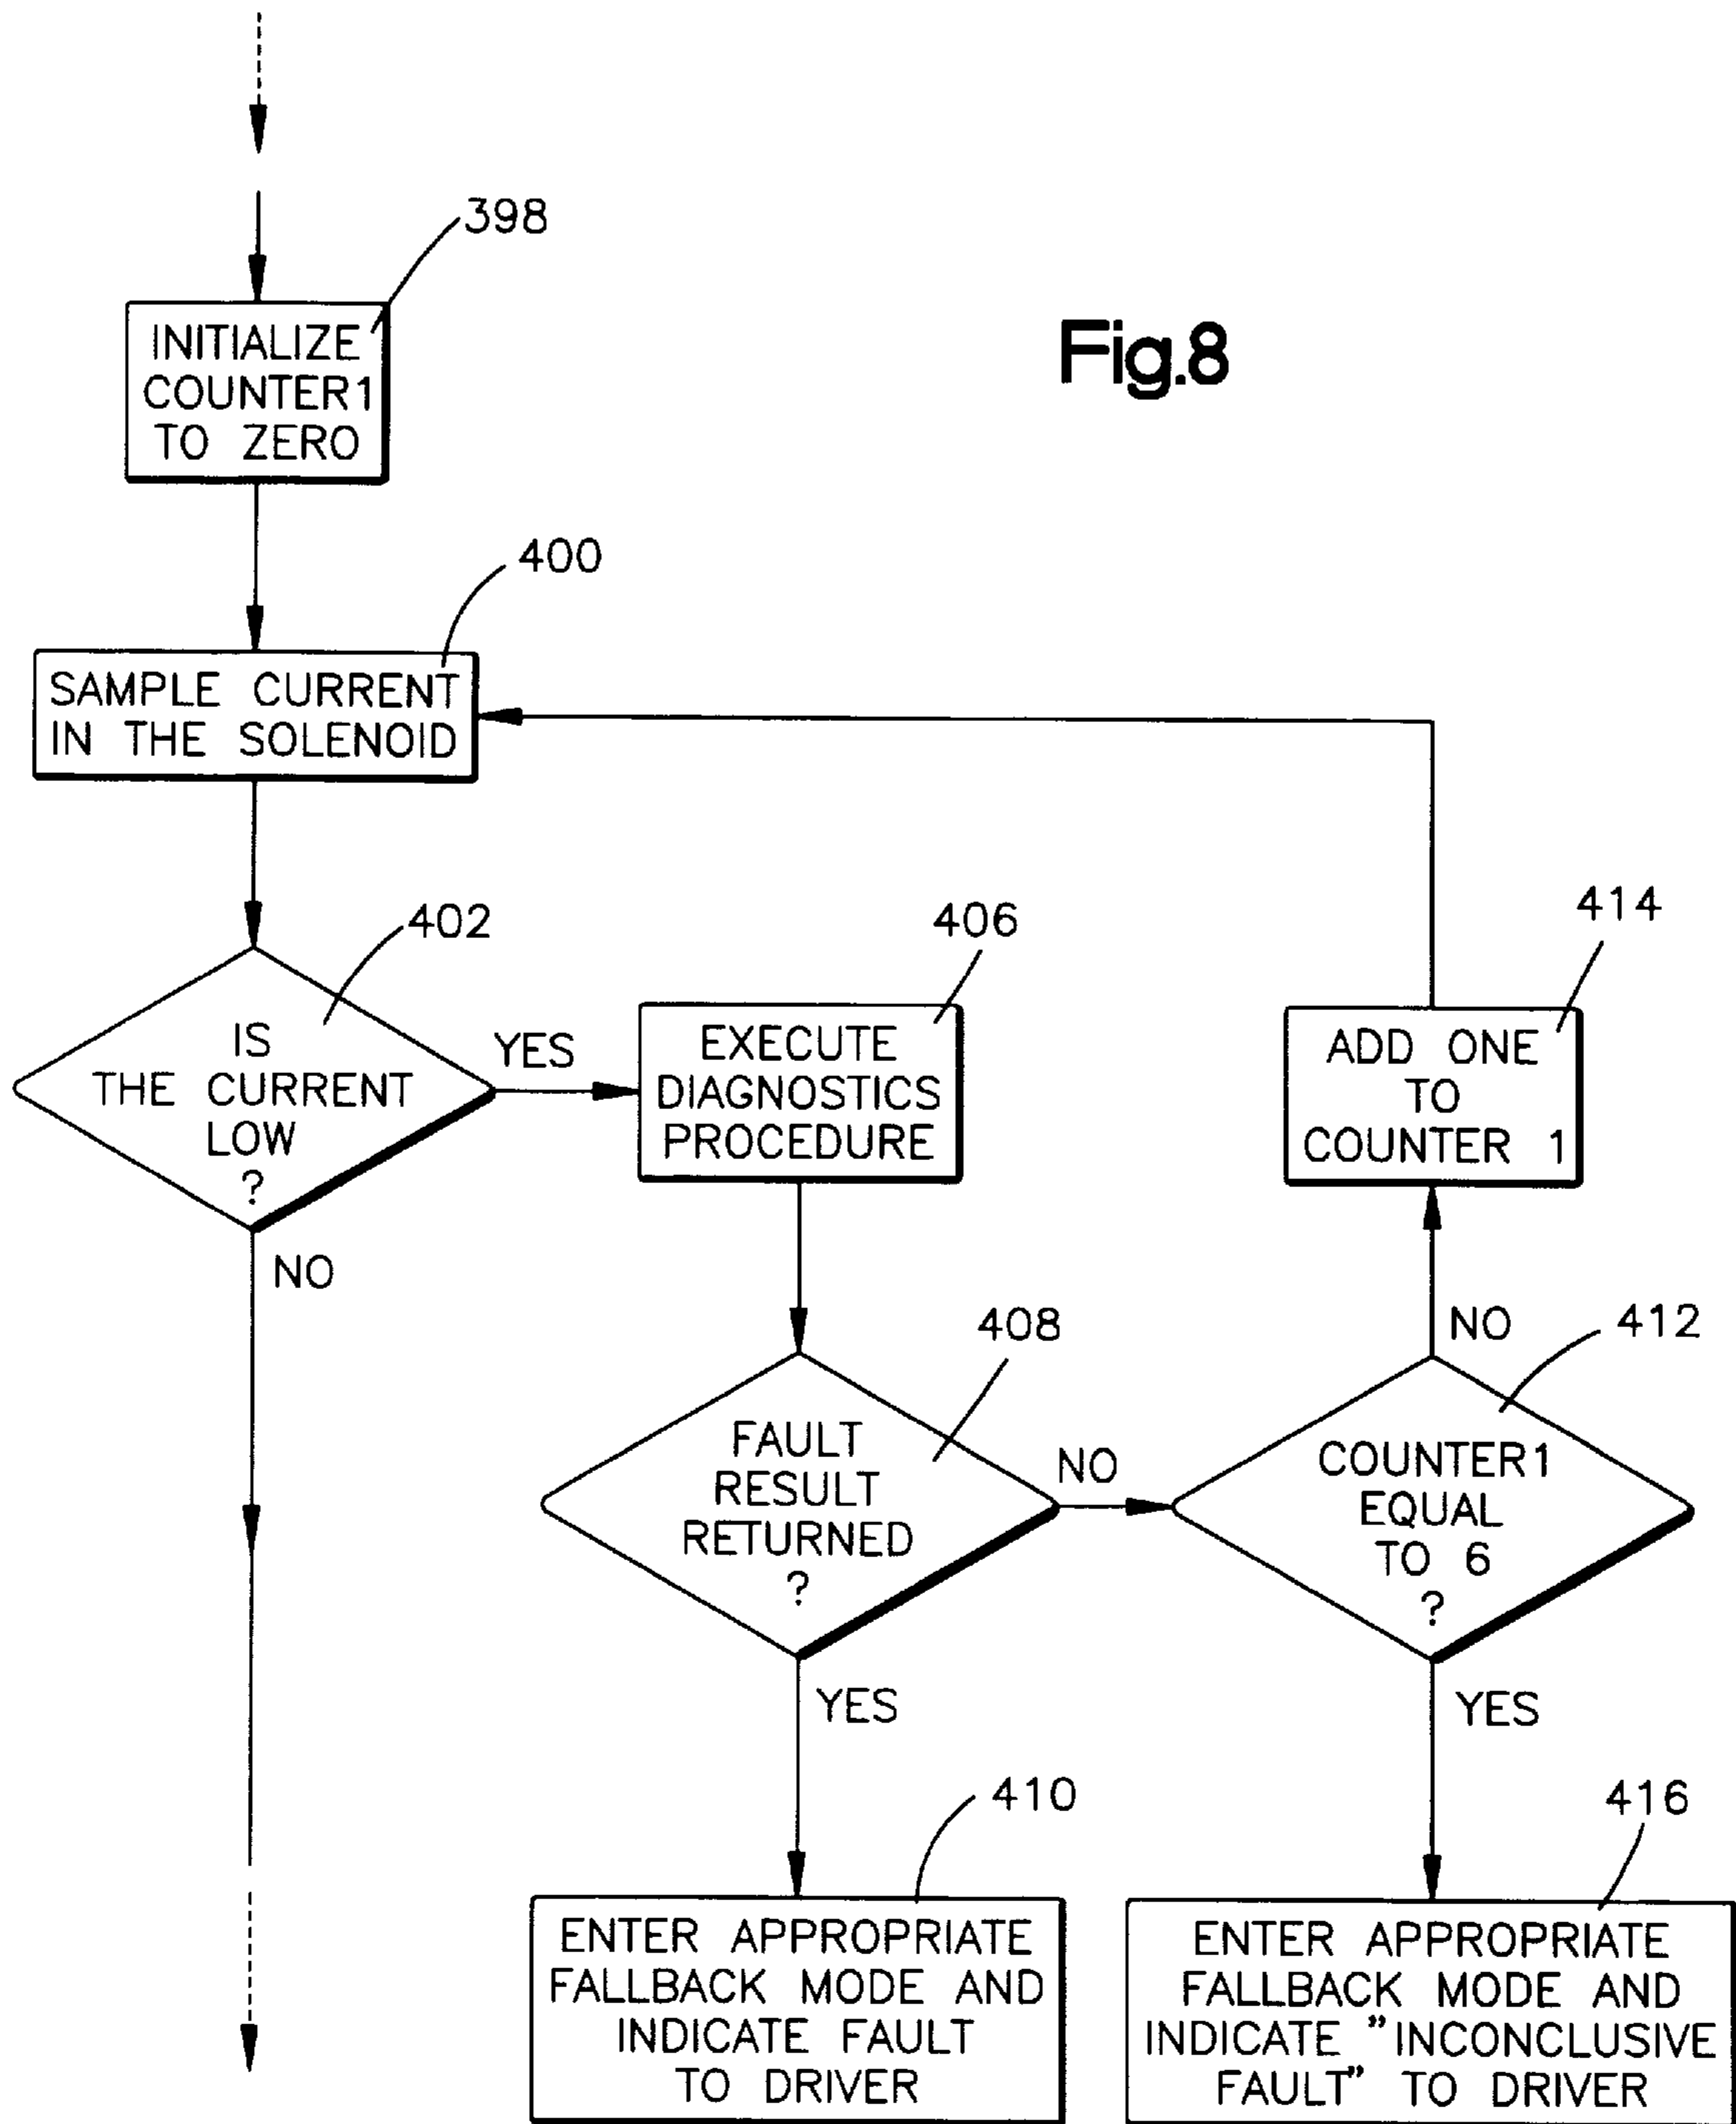 398
INITIALIZE
COUNTER1
TO ZERO
Fig.8
400
SAMPLE CURRENT
IN THE SOLENOID
402
IS
THE CURRENT
LOW
?
YES
NO
406
EXECUTE
DIAGNOSTICS
PROCEDURE
414
ADD ONE
TO
COUNTER 1
408
FAULT
RESULT
RETURNED
?
NO
YES
412
NO
COUNTER1
EQUAL
TO 6
?
YES
410
ENTER APPROPRIATE
FALLBACK MODE AND
INDICATE FAULT
TO DRIVER
416
ENTER APPROPRIATE
FALLBACK MODE AND
INDICATE "INCONCLUSIVE
FAULT" TO DRIVER